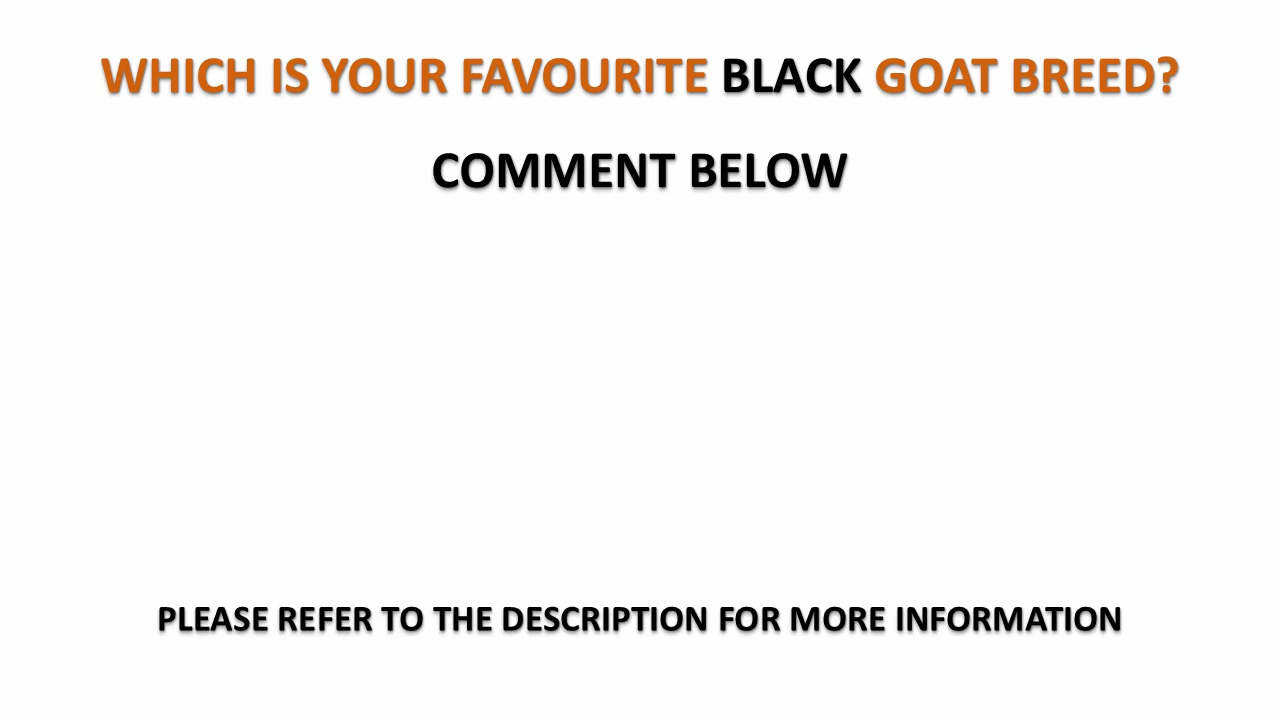 WHICH IS YOUR FAVOURITE BLACK GOAT BREED?
COMMENT BELOW
PLEASE REFER TO THE DESCRIPTION FOR MORE INFORMATION